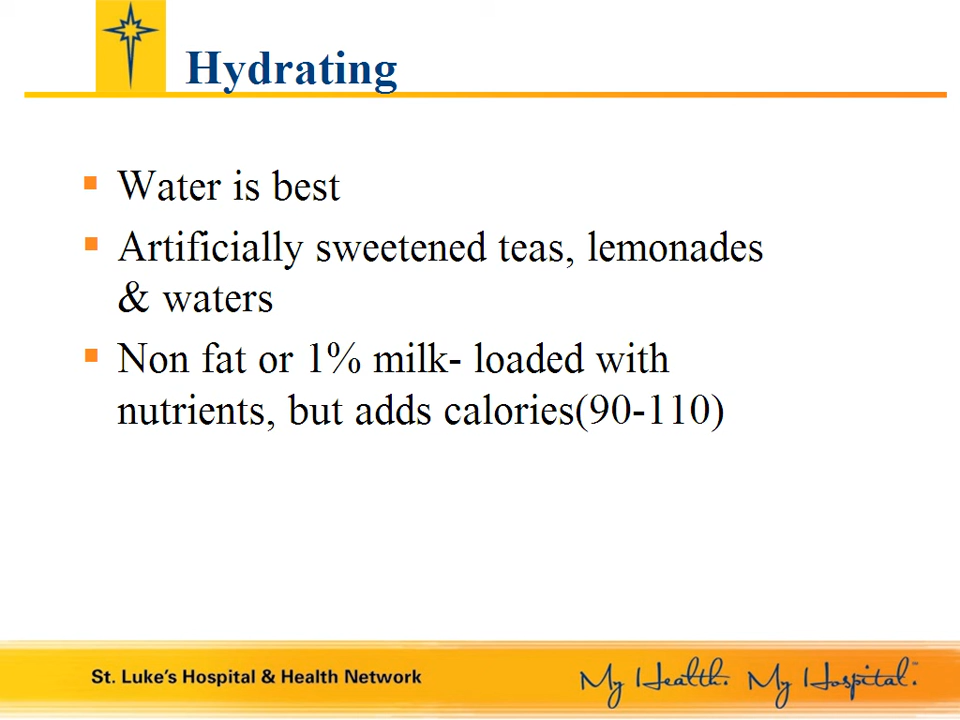 Hydrating
Water is best
Artificially sweetened teas, lemonades
& waters
Non fat or 1% milk- loaded with
nutrients, but adds calories(90-110)
St. Luke's Hospital & Health Network
My Health. My Hospital.™